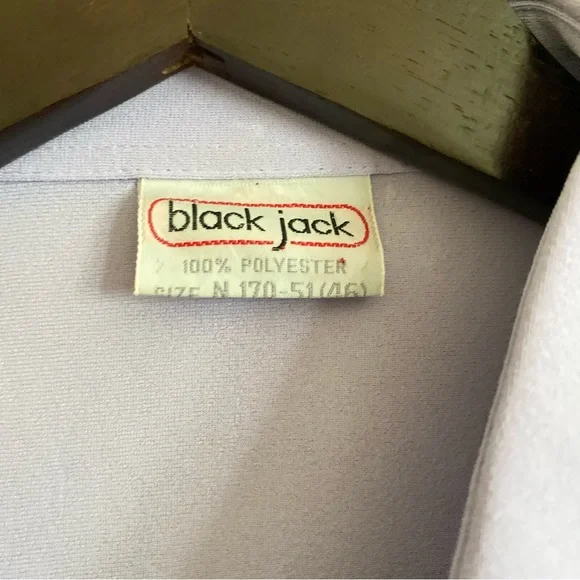 black jack
100% POLYESTER
SIZE N 170-51(46)